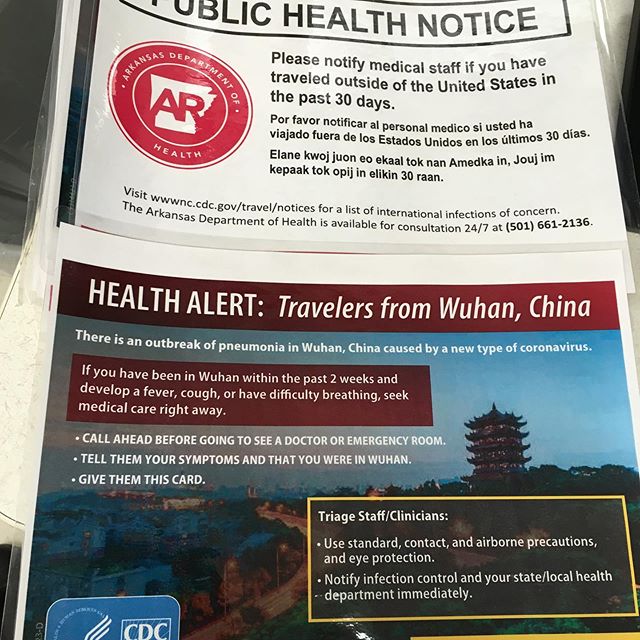 PUBLIC HEALTH NOTICE
ARKANSAS DEPARTMENT OF
AR
HEALTH
Please notify medical staff if you have
traveled outside of the United States in
the past 30 days.
Por favor notificar al personal medico si usted ha
viajado fuera de los Estados Unidos en los últimos 30 días.
Elane kwoj juon eo ekaal tok nan Amedka in, Jouj im
kepaak tok opij in elikin 30 raan.
Visit wwwnc.cdc.gov/travel/notices for a list of international infections of concern.
The Arkansas Department of Health is available for consultation 24/7 at (501) 661-2136.
HEALTH ALERT: Travelers from Wuhan, China
There is an outbreak of pneumonia in Wuhan, China caused by a new type of coronavirus.
If you have been in Wuhan within the past 2 weeks and
develop a fever, cough, or have difficulty breathing, seek
medical care right away.
• CALL AHEAD BEFORE GOING TO SEE A DOCTOR OR EMERGENCY ROOM.
• TELL THEM YOUR SYMPTOMS AND THAT YOU WERE IN WUHAN.
• GIVE THEM THIS CARD.
Triage Staff/Clinicians:
• Use standard, contact, and airborne precautions,
and eye protection.
• Notify infection control and your state/local health
department immediately.
CDC